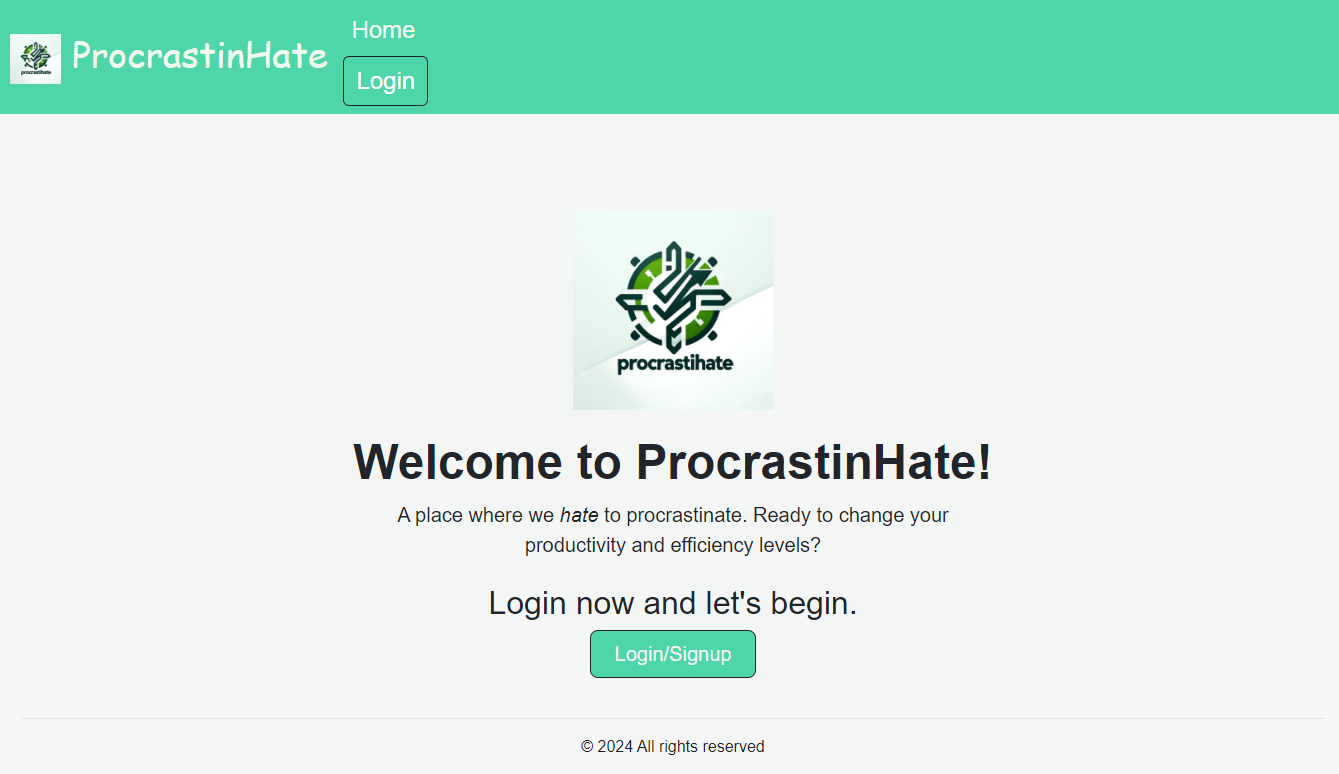 Home
procrastihate
ProcrastinHate
Login
procrastihate
Welcome to ProcrastinHate!
A place where we hate to procrastinate. Ready to change your
productivity and efficiency levels?
Login now and let's begin.
Login/Signup
© 2024 All rights reserved